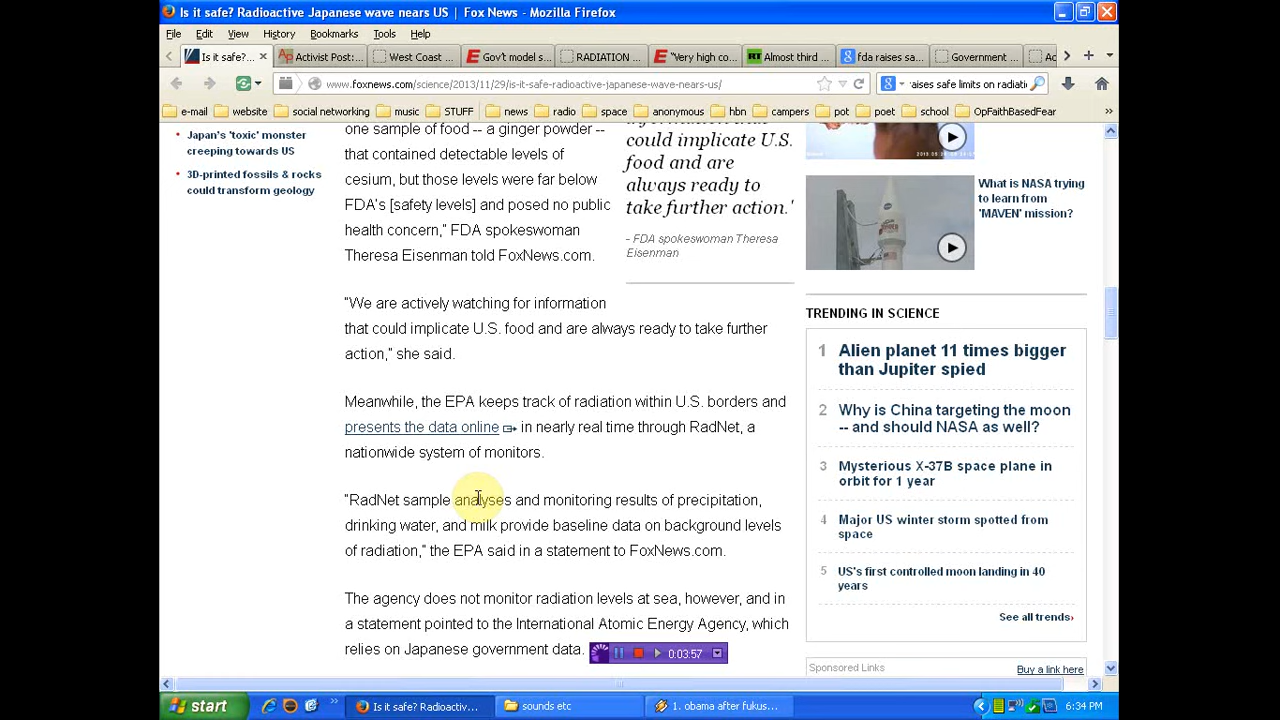 Is it safe? Radioactive Japanese wave nears US | Fox News - Mozilla Firefox
File Edit View History Bookmarks Tools Help
Is it safe?... Activist Post:... West Coast Gov't model s... RADIATION ... "Very high co... Almost third ... fda raises sa... Government ... Ac
www.foxnews.com/science/2013/11/29/is-it-safe-radioactive-japanese-wave-nears-us/
aises safe limits on radiati
e-mail website social networking music STUFF news radio space anonymous hbn campers pot poet school OpFaithBasedFear
Japan's 'toxic' monster
creeping towards US
3D-printed fossils & rocks
could transform geology
one sample of food -- a ginger powder --
that contained detectable levels of
cesium, but those levels were far below
FDA's [safety levels] and posed no public
health concern," FDA spokeswoman
Theresa Eisenman told FoxNews.com.
could implicate U.S.
food and are
always ready to
take further action.'
- FDA spokeswoman Theresa
Eisenman
"We are actively watching for information
that could implicate U.S. food and are always ready to take further
action," she said.
Meanwhile, the EPA keeps track of radiation within U.S. borders and
presents the data online in nearly real time through RadNet, a
nationwide system of monitors.
"RadNet sample analyses and monitoring results of precipitation,
drinking water, and milk provide baseline data on background levels
of radiation," the EPA said in a statement to FoxNews.com.
The agency does not monitor radiation levels at sea, however, and in
a statement pointed to the International Atomic Energy Agency, which
relies on Japanese government data.
What is NASA trying
to learn from
'MAVEN' mission?
TRENDING IN SCIENCE
1 Alien planet 11 times bigger
than Jupiter spied
2 Why is China targeting the moon
-- and should NASA as well?
3 Mysterious X-37B space plane in
orbit for 1 year
4 Major US winter storm spotted from
space
5 US's first controlled moon landing in 40
years
See all trends›
Sponsored Links Buy a link here
0:03:57
start Is it safe? Radioactiv... sounds etc 1. obama after fukus... 6:34 PM